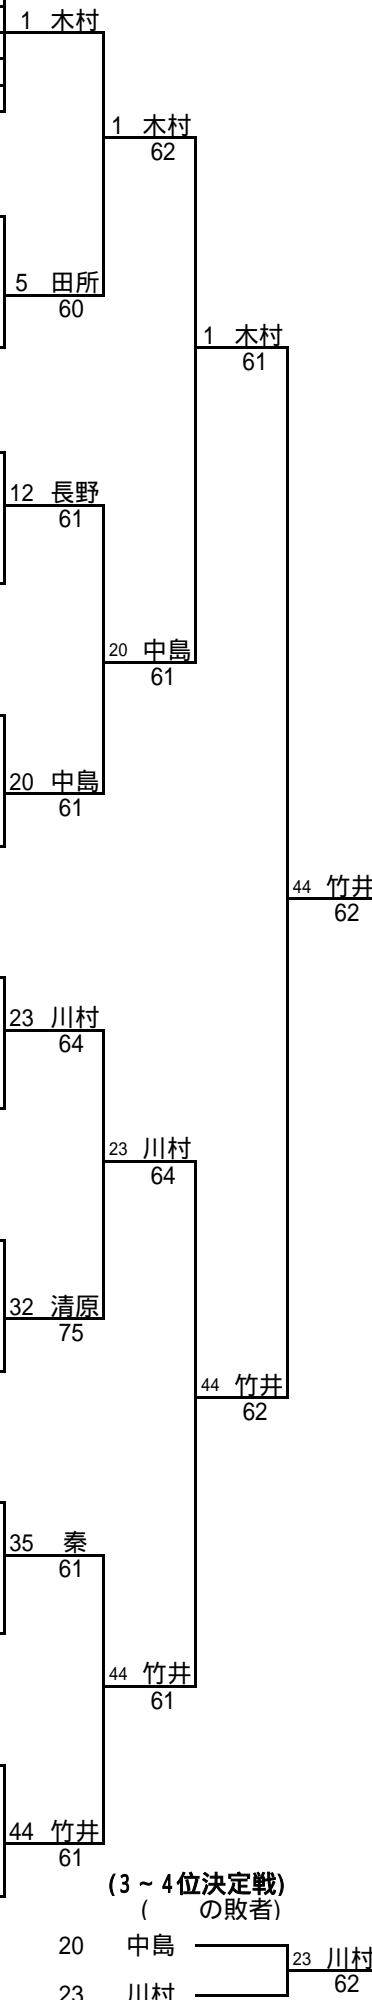 1 木村
1 木村
62
5 田所
60
1 木村
61
12 長野
61
20 中島
61
20 中島
61
44 竹井
62
23 川村
64
23 川村
64
32 清原
75
44 竹井
62
35 秦
61
44 竹井
61
44 竹井
61
(3～4位決定戦)
( の敗者)
20 中島
23 川村
62
23 川村